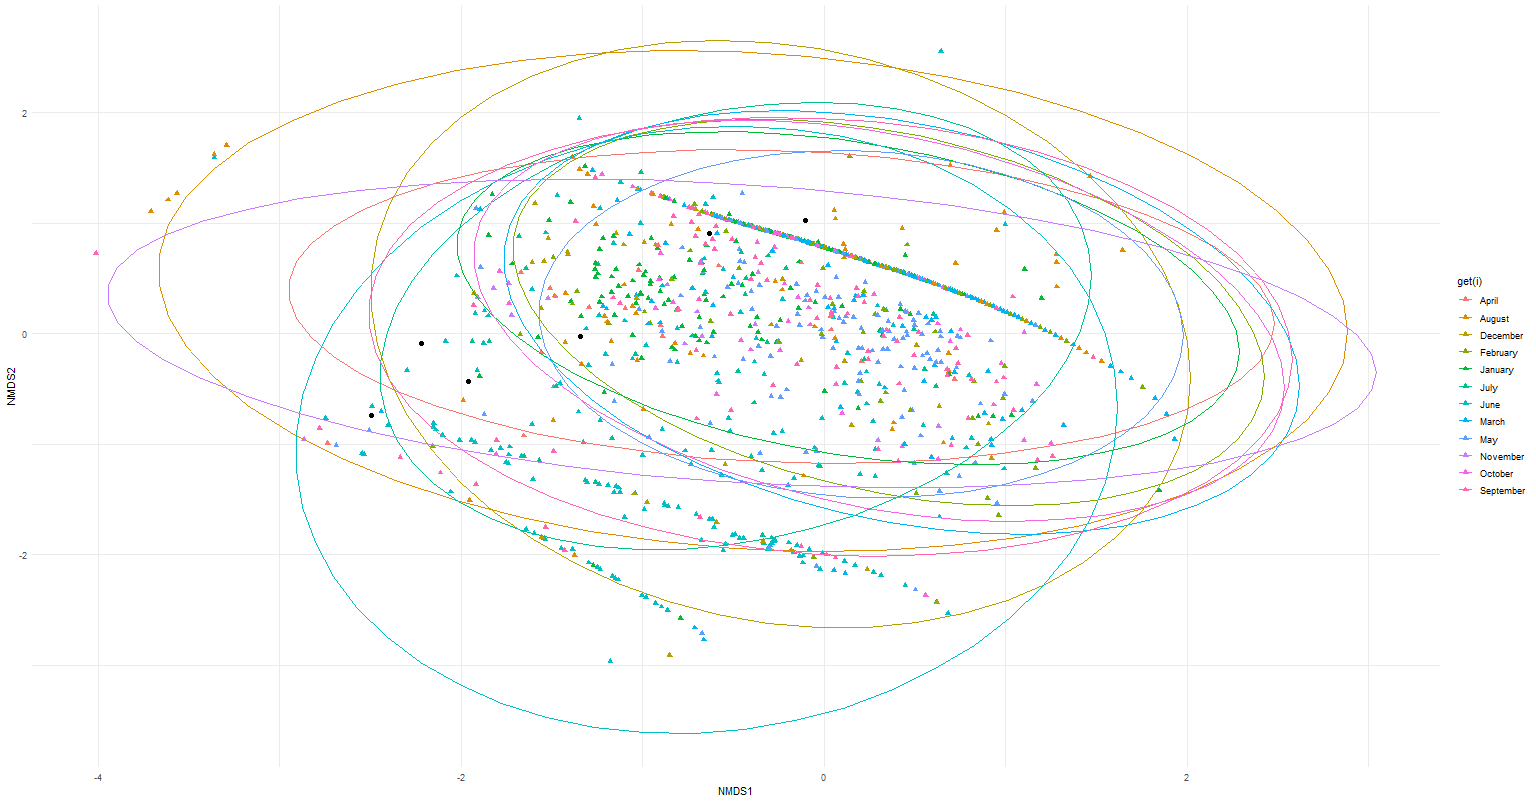 2
0
-2
NMDS2
-4
-2
0
2
NMDS1
get(i)
April
August
December
February
January
July
June
March
May
November
October
September